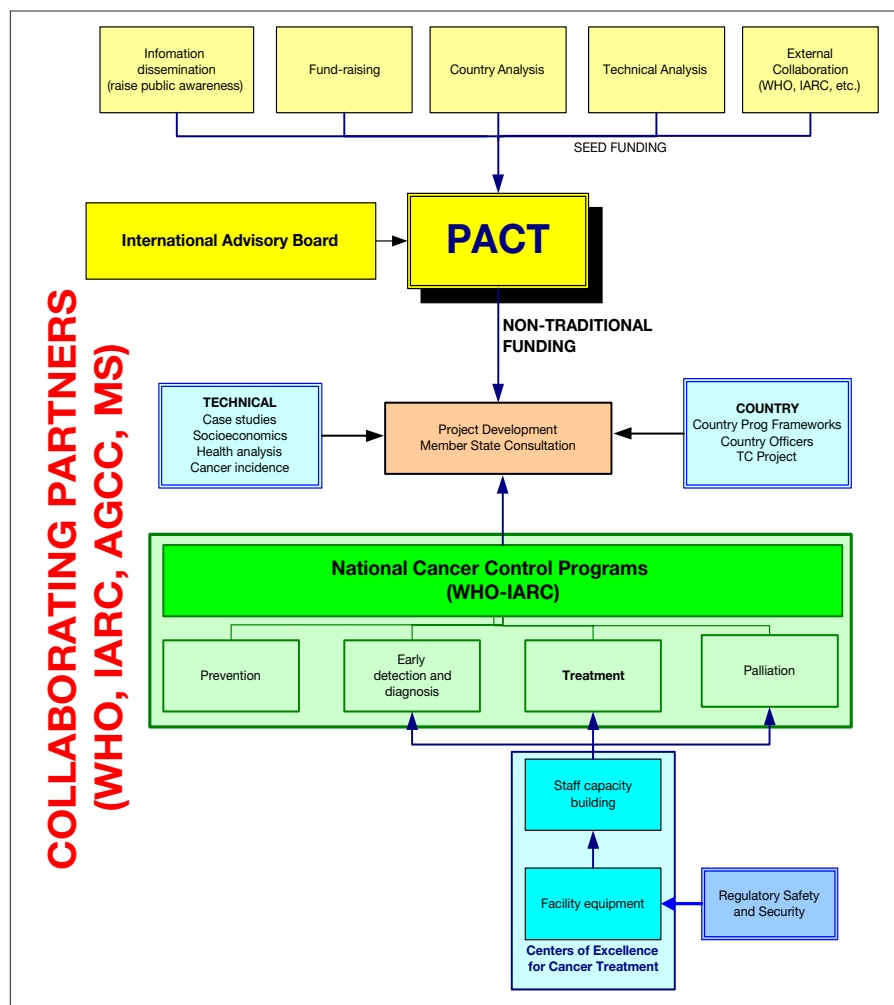 Infomation
dissemination
(raise public awareness)
Fund-raising
Country Analysis
Technical Analysis
External
Collaboration
(WHO, IARC, etc.)
SEED FUNDING
International Advisory Board
PACT
NON-TRADITIONAL
FUNDING
COLLABORATING PARTNERS
(WHO, IARC, AGCC, MS)
TECHNICAL
Case studies
Socioeconomics
Health analysis
Cancer incidence
Project Development
Member State Consultation
COUNTRY
Country Prog Frameworks
Country Officers
TC Project
National Cancer Control Programs
(WHO-IARC)
Prevention
Early
detection and
diagnosis
Treatment
Palliation
Staff capacity
building
Facility equipment
Regulatory Safety
and Security
Centers of Excellence
for Cancer Treatment